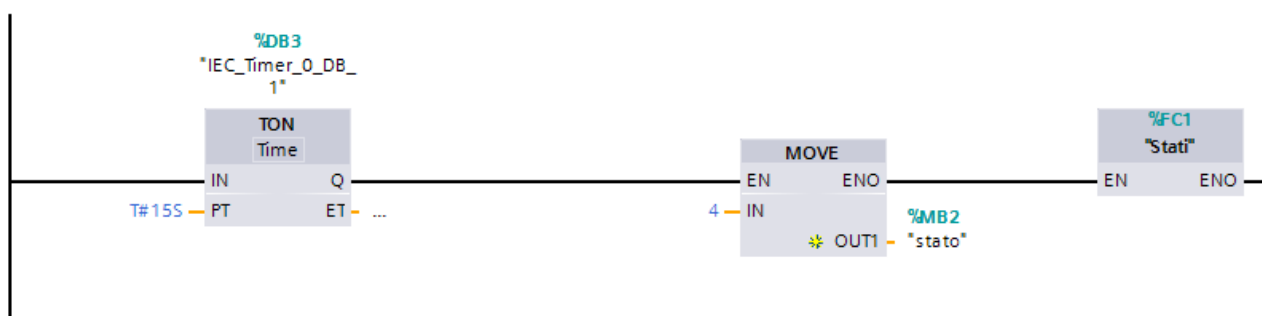 %DB3
"IEC_Timer_0_DB_
1"
TON
Time
IN Q
T#15S PT ET ...
MOVE
EN ENO
4 IN
OUT1
%MB2
"stato"
%FC1
"Stati"
EN ENO